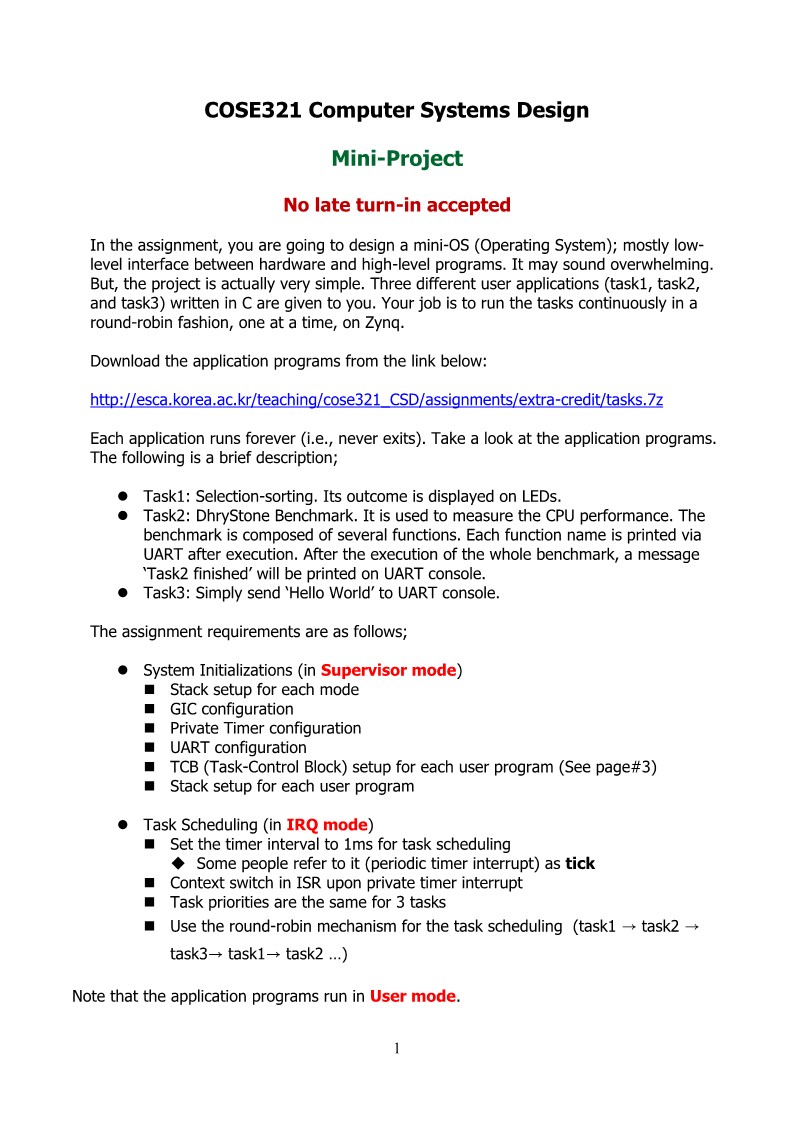 COSE321 Computer Systems Design
Mini-Project
No late turn-in accepted
In the assignment, you are going to design a mini-OS (Operating System); mostly low-
level interface between hardware and high-level programs. It may sound overwhelming.
But, the project is actually very simple. Three different user applications (task1, task2,
and task3) written in C are given to you. Your job is to run the tasks continuously in a
round-robin fashion, one at a time, on Zynq.
Download the application programs from the link below:
http://esca.korea.ac.kr/teaching/cose321_CSD/assignments/extra-credit/tasks.7z
Each application runs forever (i.e., never exits). Take a look at the application programs.
The following is a brief description;
● Task1: Selection-sorting. Its outcome is displayed on LEDs.
● Task2: DhryStone Benchmark. It is used to measure the CPU performance. The
benchmark is composed of several functions. Each function name is printed via
UART after execution. After the execution of the whole benchmark, a message
‘Task2 finished’ will be printed on UART console.
● Task3: Simply send ‘Hello World’ to UART console.
The assignment requirements are as follows;
● System Initializations (in Supervisor mode)
■ Stack setup for each mode
■ GIC configuration
■ Private Timer configuration
■ UART configuration
■ TCB (Task-Control Block) setup for each user program (See page#3)
■ Stack setup for each user program
● Task Scheduling (in IRQ mode)
■ Set the timer interval to 1ms for task scheduling
◆ Some people refer to it (periodic timer interrupt) as tick
■ Context switch in ISR upon private timer interrupt
■ Task priorities are the same for 3 tasks
■ Use the round-robin mechanism for the task scheduling (task1 → task2 →
task3→ task1→ task2 …)
Note that the application programs run in User mode.
1